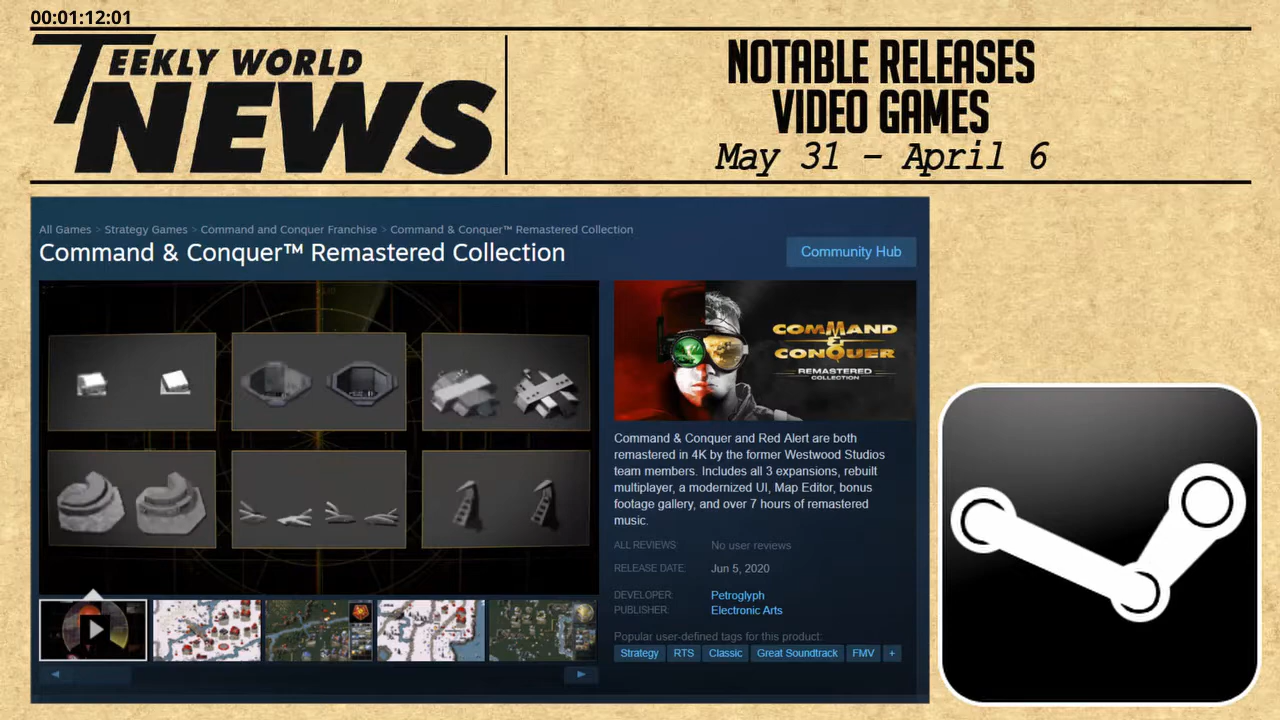 00:01:12:01
TEEKLY WORLD
NEWS
NOTABLE RELEASES
VIDEO GAMES
May 31 - April 6
All Games > Strategy Games > Command and Conquer Franchise > Command & Conquer™ Remastered Collection
Command & Conquer™ Remastered Collection
Community Hub
COMMAND
&
CONQUER
REMASTERED
COLLECTION
Command & Conquer and Red Alert are both
remastered in 4K by the former Westwood Studios
team members. Includes all 3 expansions, rebuilt
multiplayer, a modernized UI, Map Editor, bonus
footage gallery, and over 7 hours of remastered
music.
ALL REVIEWS: No user reviews
RELEASE DATE: Jun 5, 2020
DEVELOPER: Petroglyph
PUBLISHER: Electronic Arts
Popular user-defined tags for this product:
Strategy RTS Classic Great Soundtrack FMV +